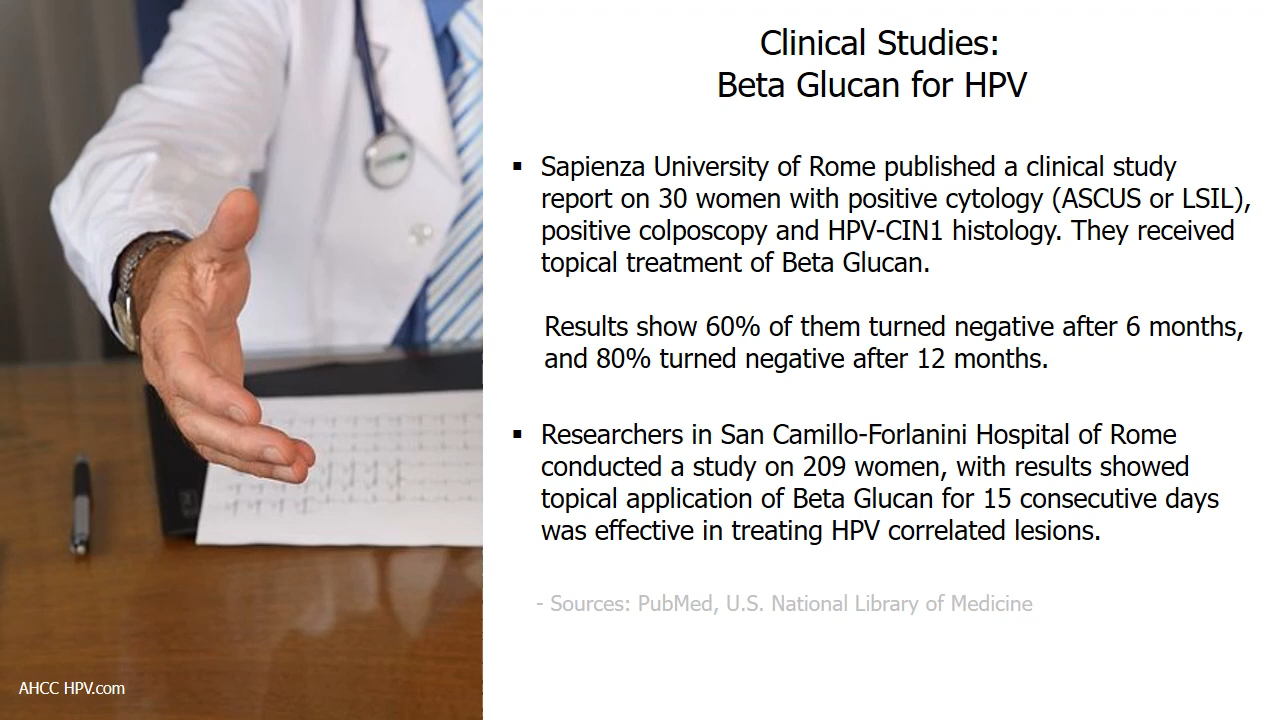 Clinical Studies:
Beta Glucan for HPV
▪ Sapienza University of Rome published a clinical study
report on 30 women with positive cytology (ASCUS or LSIL),
positive colposcopy and HPV-CIN1 histology. They received
topical treatment of Beta Glucan.
Results show 60% of them turned negative after 6 months,
and 80% turned negative after 12 months.
▪ Researchers in San Camillo-Forlanini Hospital of Rome
conducted a study on 209 women, with results showed
topical application of Beta Glucan for 15 consecutive days
was effective in treating HPV correlated lesions.
- Sources: PubMed, U.S. National Library of Medicine
AHCC HPV.com